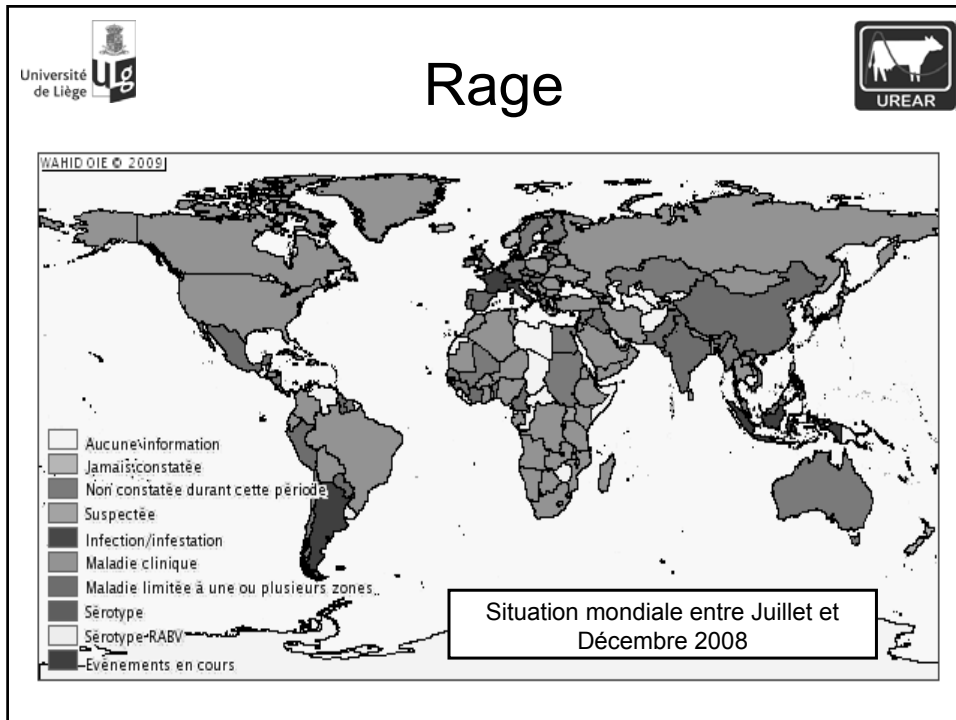 Université
de Liège
ULg
Rage
UREAR
WAHID OIE © 2009
Aucune information
Jamais constatée
Non constatée durant cette période
Suspectée
Infection/infestation
Maladie clinique
Maladie limitée à une ou plusieurs zones..
Sérotype
Sérotype RABV
Evènements en cours
Situation mondiale entre Juillet et
Décembre 2008